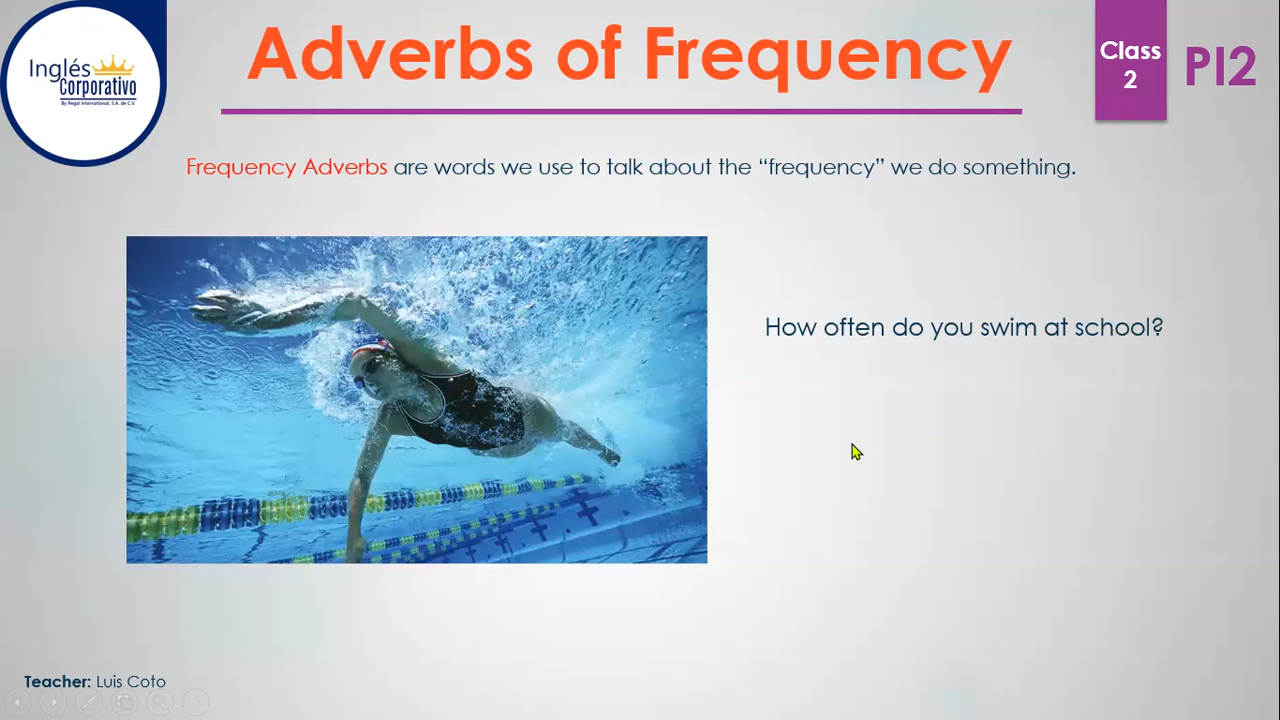 Inglés
Corporativo
By Regal International, S.A. de C.V.
Adverbs of Frequency
Class
2
PI2
Frequency Adverbs are words we use to talk about the “frequency” we do something.
How often do you swim at school?
Teacher: Luis Coto